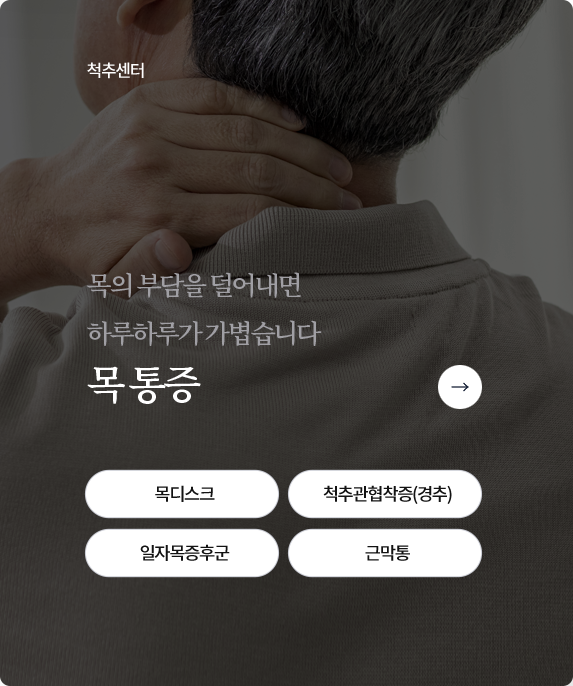 척추센터
목의 부담을 덜어내면
하루하루가 가볍습니다
목 통증
목디스크
척추관협착증(경추)
일자목증후군
근막통